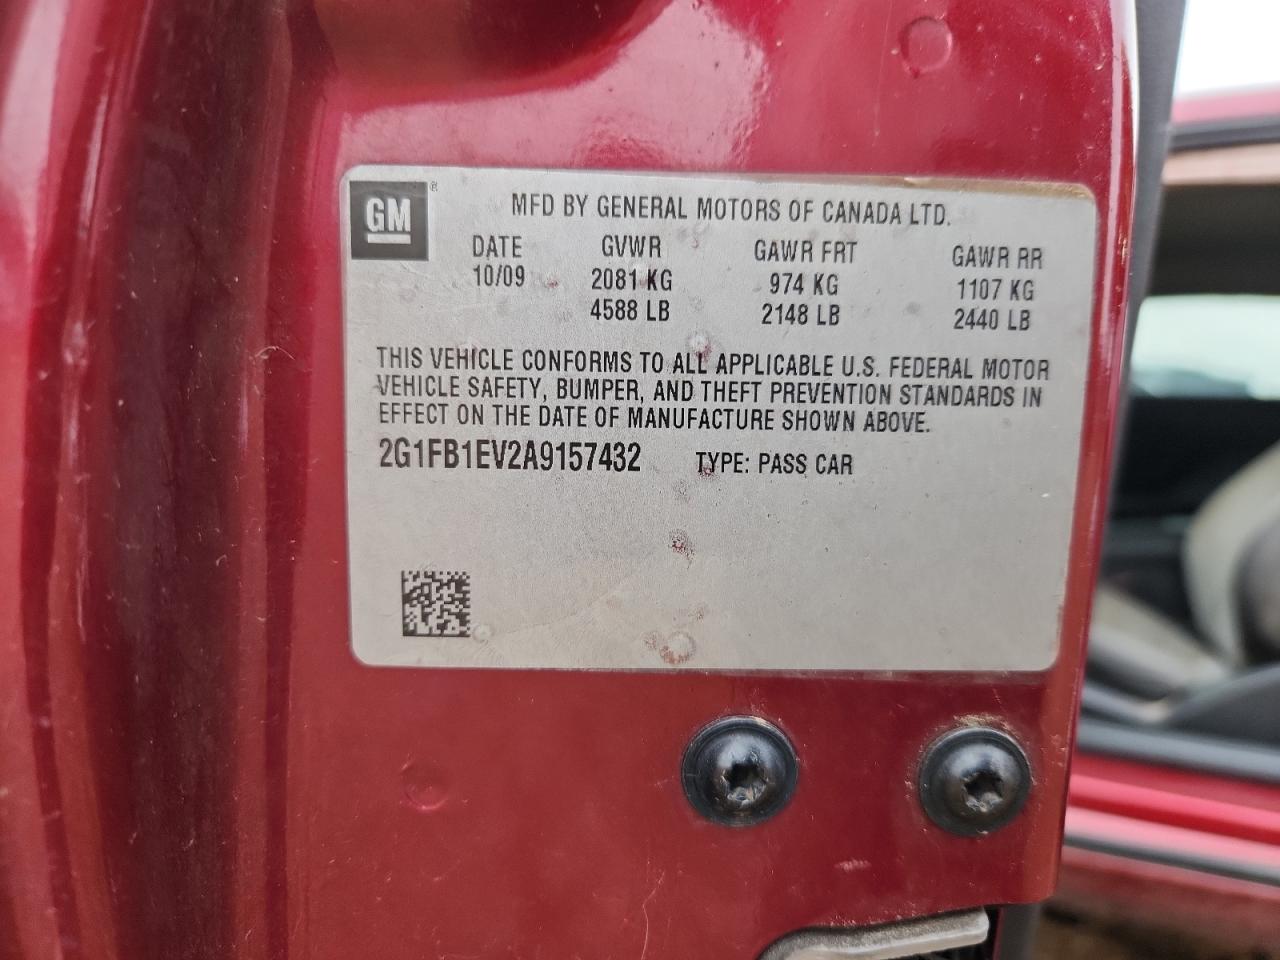 GM®
MFD BY GENERAL MOTORS OF CANADA LTD.
DATE GVWR GAWR FRT GAWR RR
10/09 2081 KG 974 KG 1107 KG
4588 LB 2148 LB 2440 LB
THIS VEHICLE CONFORMS TO ALL APPLICABLE U.S. FEDERAL MOTOR
VEHICLE SAFETY, BUMPER, AND THEFT PREVENTION STANDARDS IN
EFFECT ON THE DATE OF MANUFACTURE SHOWN ABOVE.
2G1FB1EV2A9157432 TYPE: PASS CAR